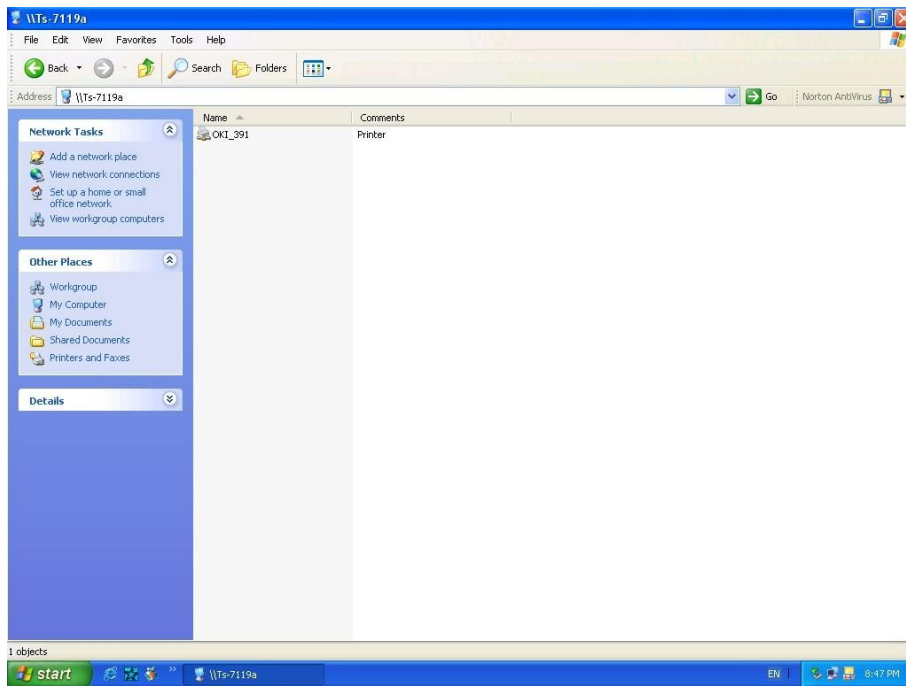 \\Ts-7119a
File Edit View Favorites Tools Help
Back Search Folders
Address \\Ts-7119a Go Norton AntiVirus
Name Comments
Network Tasks
OKI_391 Printer
Add a network place
View network connections
Set up a home or small
office network
View workgroup computers
Other Places
Workgroup
My Computer
My Documents
Shared Documents
Printers and Faxes
Details
1 objects
start \\Ts-7119a EN 8:47 PM